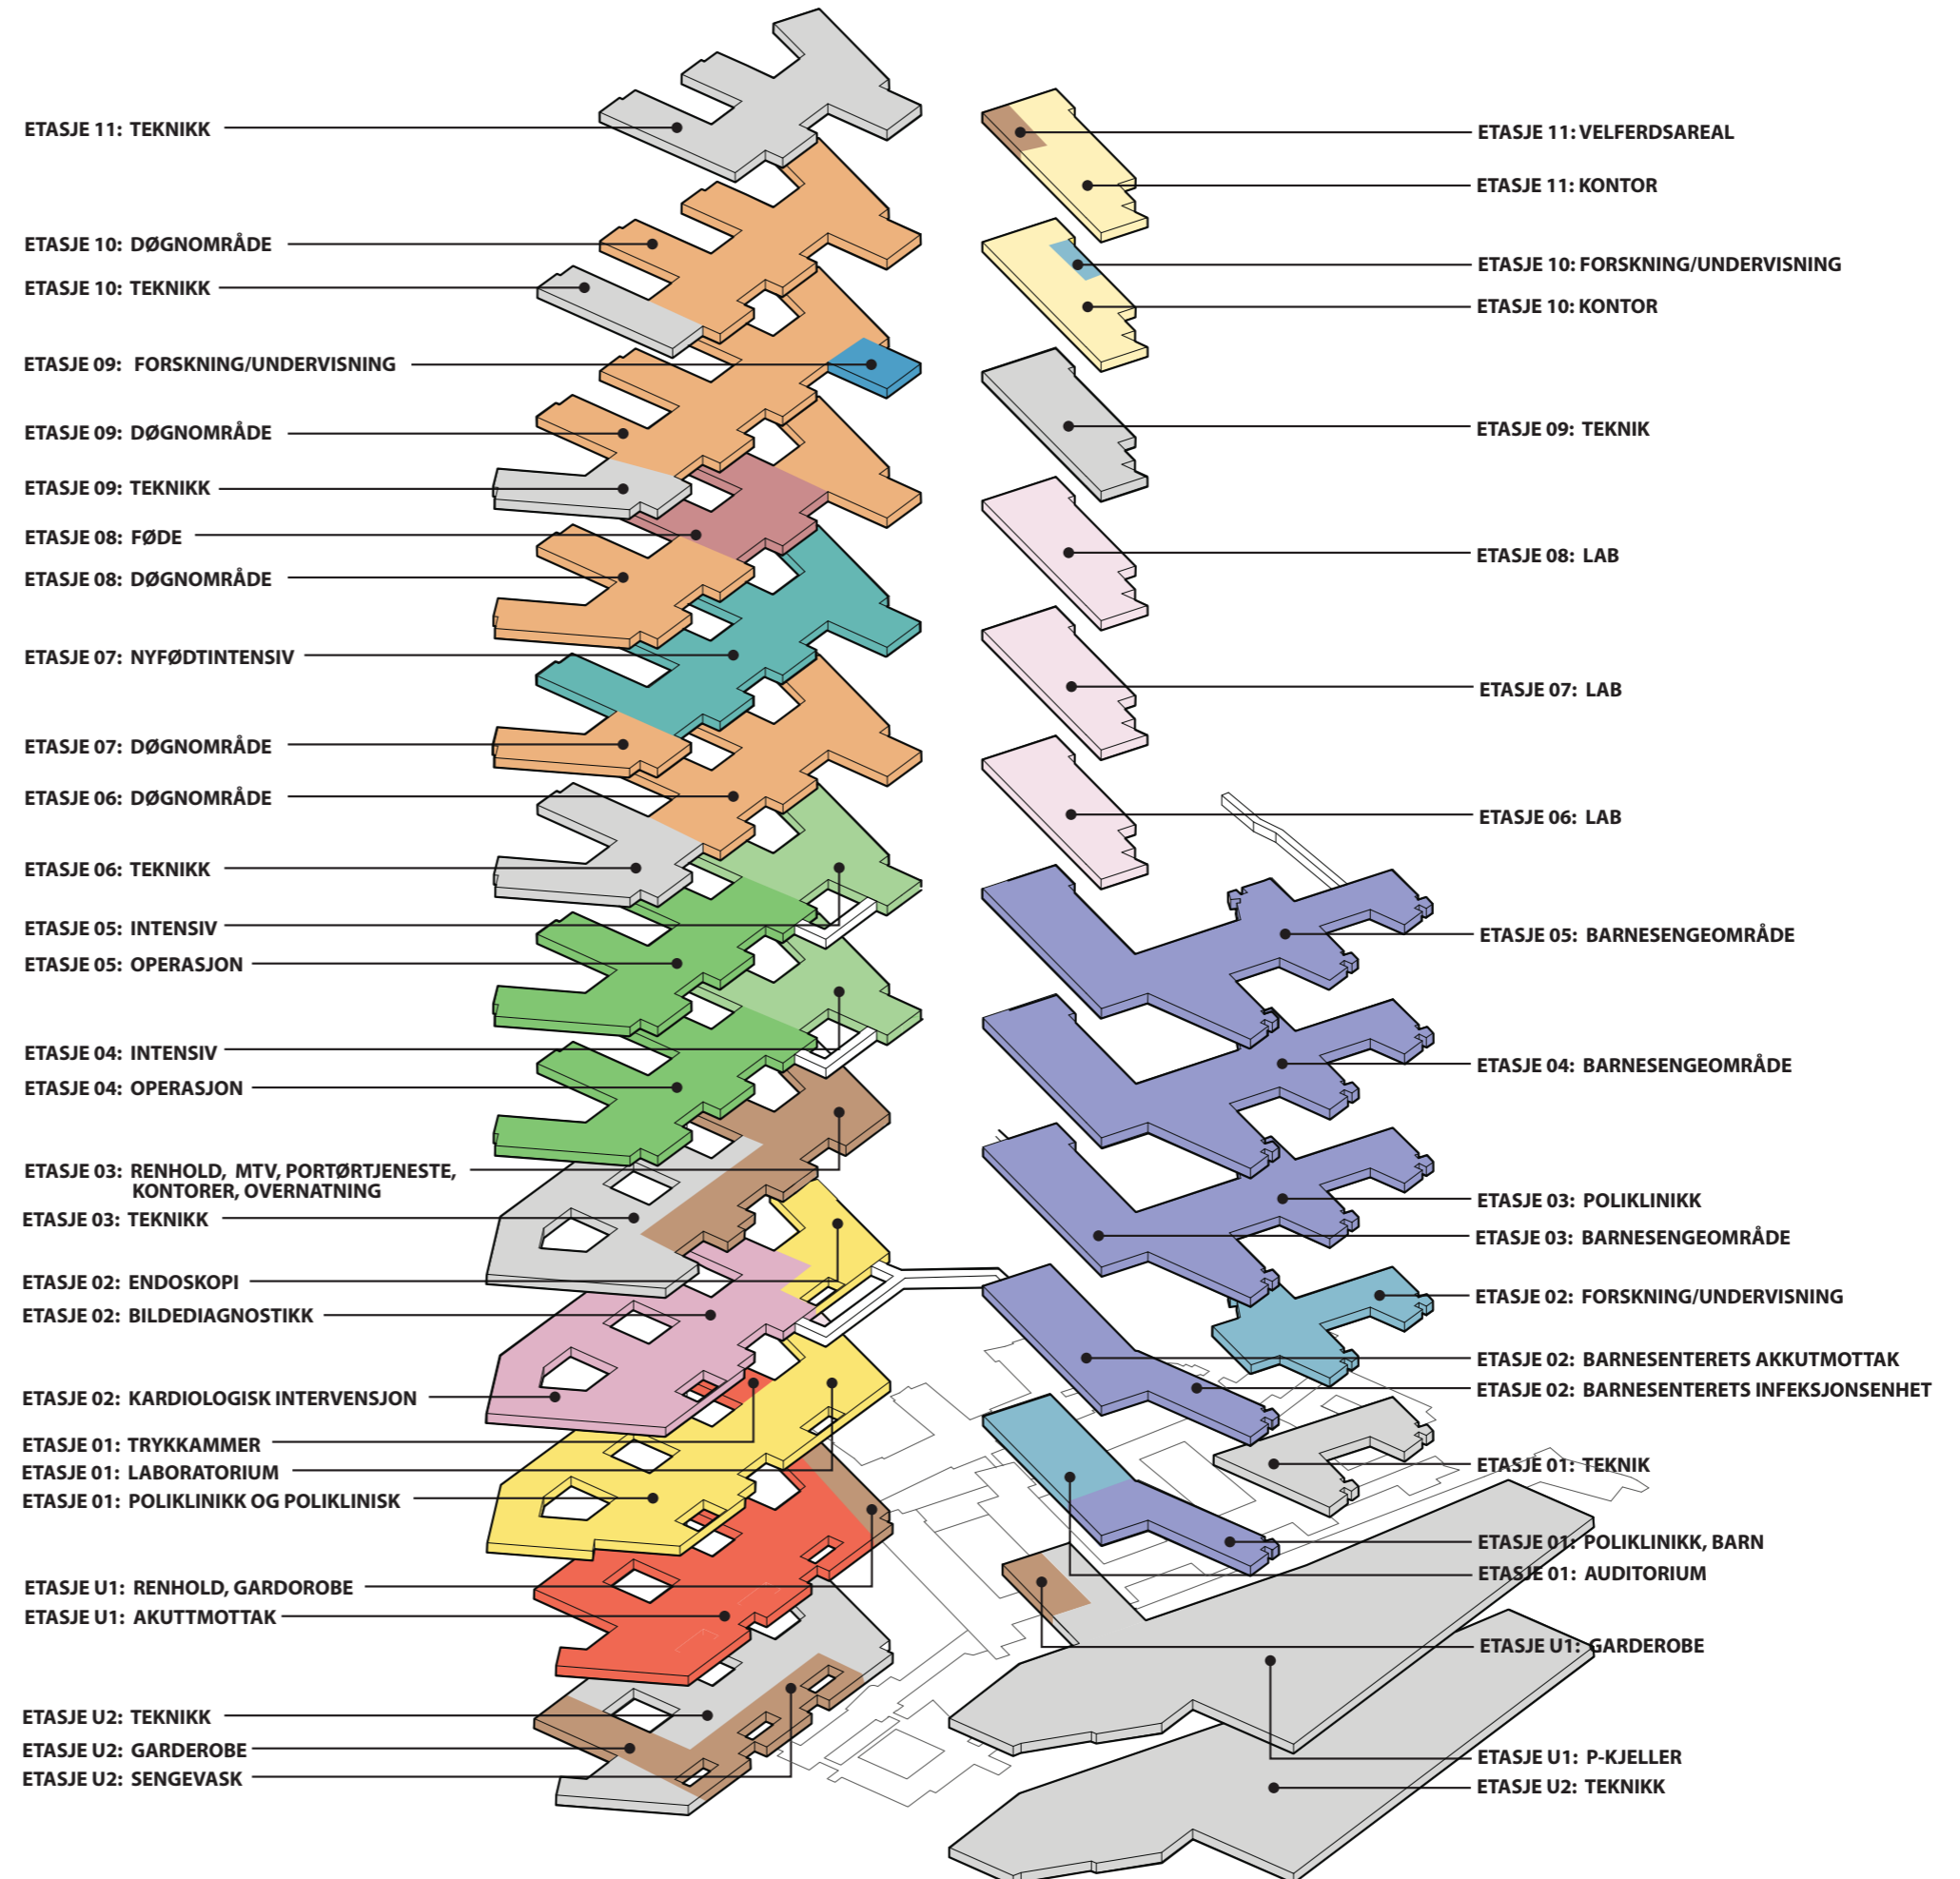 ETASJE 11: TEKNIKK
ETASJE 10: DØGNOMRÅDE
ETASJE 10: TEKNIKK
ETASJE 09: FORSKNING/UNDERVISNING
ETASJE 09: DØGNOMRÅDE
ETASJE 09: TEKNIKK
ETASJE 08: FØDE
ETASJE 08: DØGNOMRÅDE
ETASJE 07: NYFØDTINTENSIV
ETASJE 07: DØGNOMRÅDE
ETASJE 06: DØGNOMRÅDE
ETASJE 06: TEKNIKK
ETASJE 05: INTENSIV
ETASJE 05: OPERASJON
ETASJE 04: INTENSIV
ETASJE 04: OPERASJON
ETASJE 03: RENHOLD, MTV, PORTØRTJENESTE,
KONTORER, OVERNATNING
ETASJE 03: TEKNIKK
ETASJE 02: ENDOSKOPI
ETASJE 02: BILDEDIAGNOSTIKK
ETASJE 02: KARDIOLOGISK INTERVENSJON
ETASJE 01: TRYKKAMMER
ETASJE 01: LABORATORIUM
ETASJE 01: POLIKLINIKK OG POLIKLINISK
ETASJE U1: RENHOLD, GARDOROBE
ETASJE U1: AKUTTMOTTAK
ETASJE U2: TEKNIKK
ETASJE U2: GARDEROBE
ETASJE U2: SENGEVASK
ETASJE 11: VELFERDSAREAL
ETASJE 11: KONTOR
ETASJE 10: FORSKNING/UNDERVISNING
ETASJE 10: KONTOR
ETASJE 09: TEKNIK
ETASJE 08: LAB
ETASJE 07: LAB
ETASJE 06: LAB
ETASJE 05: BARNESENGEOMRÅDE
ETASJE 04: BARNESENGEOMRÅDE
ETASJE 03: POLIKLINIKK
ETASJE 03: BARNESENGEOMRÅDE
ETASJE 02: FORSKNING/UNDERVISNING
ETASJE 02: BARNESENTERETS AKKUTMOTTAK
ETASJE 02: BARNESENTERETS INFEKSJONSENHET
ETASJE 01: TEKNIK
ETASJE 01: POLIKLINIKK, BARN
ETASJE 01: AUDITORIUM
ETASJE U1: GARDEROBE
ETASJE U1: P-KJELLER
ETASJE U2: TEKNIKK